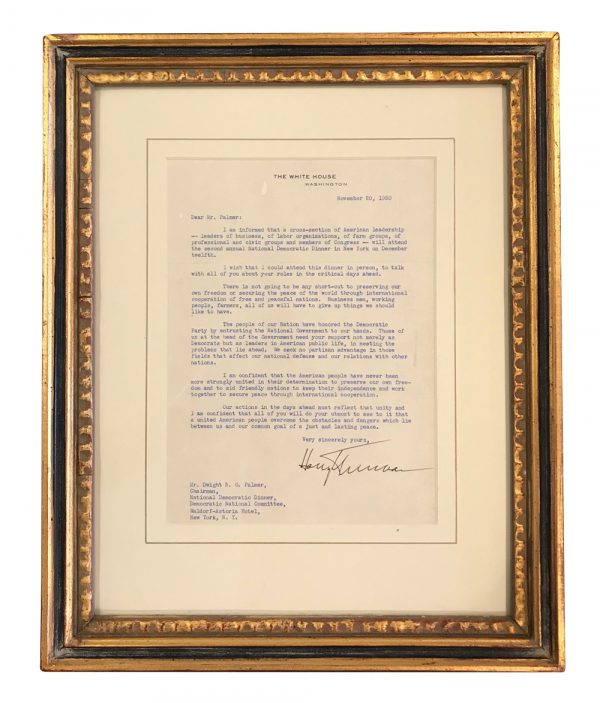 THE WHITE HOUSE
WASHINGTON
November 20, 1950
Dear Mr. Palmer:
I am informed that a cross-section of American leadership
-- leaders of business, of labor organizations, of farm groups, of
professional and civic groups and members of Congress -- will attend
the second annual National Democratic Dinner in New York on December
twelfth.
I wish that I could attend this dinner in person, to talk
with all of you about your roles in the critical days ahead.
There is not going to be any short-cut to preserving our
own freedom or securing the peace of the world through international
cooperation of free and peaceful nations. Business men, working
people, farmers, all of us will have to give up things we should
like to have.
The people of our Nation have honored the Democratic
Party by entrusting the National Government to our hands. Those of
us at the head of the Government need your support not merely as
Democrats but as leaders in American public life, in meeting the
problems that lie ahead. We seek no partisan advantage in those
fields that affect our national defense and our relations with other
nations.
I am confident that the American people have never been
more strongly united in their determination to preserve our own free-
dom and to aid friendly nations to keep their independence and work
together to secure peace through international cooperation.
Our actions in the days ahead must reflect that unity and
I am confident that all of you will do your utmost to see to it that
a united American people overcome the obstacles and dangers which lie
between us and our common goal of a just and lasting peace.
Very sincerely yours,
Harry Truman
Mr. Dwight R. G. Palmer,
Chairman,
National Democratic Dinner,
Democratic National Committee,
Waldorf-Astoria Hotel,
New York, N. Y.